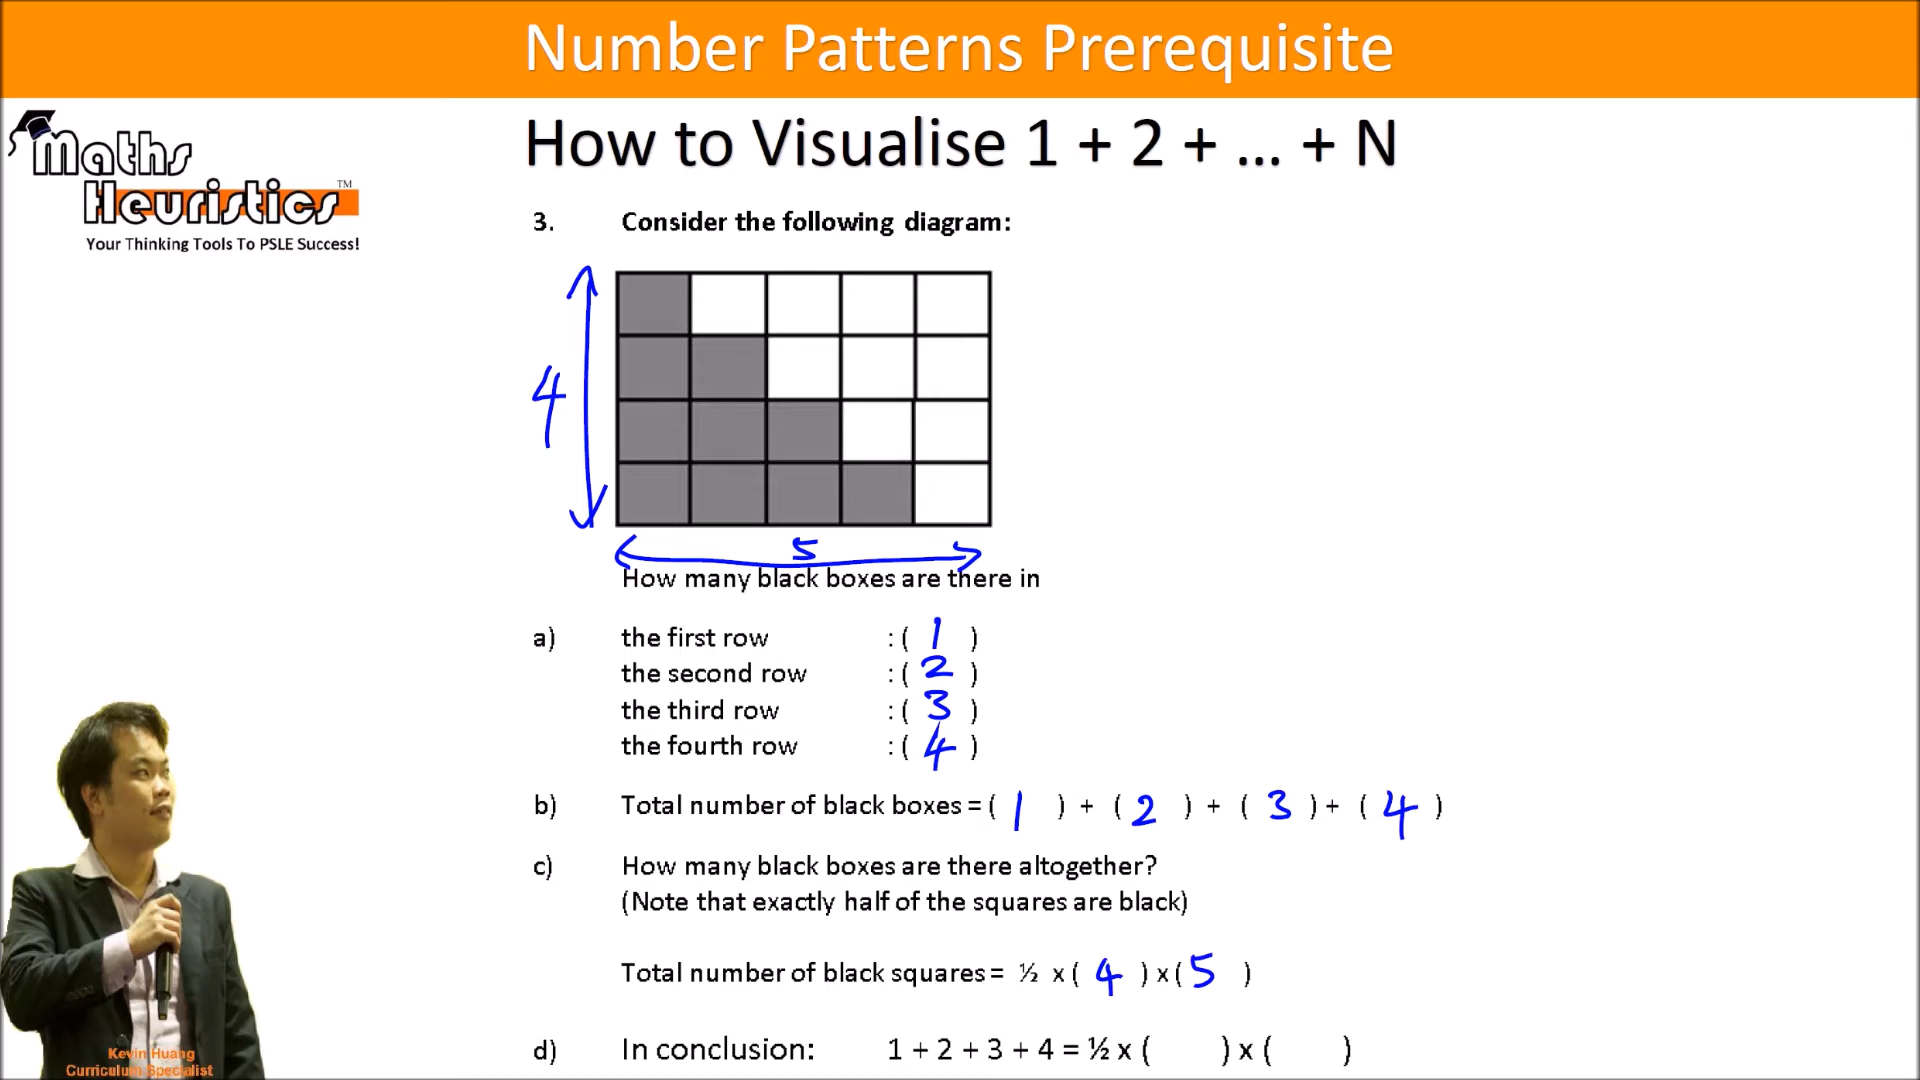 Number Patterns Prerequisite
Maths
Heuristics™
Your Thinking Tools To PSLE Success!
How to Visualise 1 + 2 + ... + N
3. Consider the following diagram:
4
5
How many black boxes are there in
a) the first row : ( 1 )
the second row : ( 2 )
the third row : ( 3 )
the fourth row : ( 4 )
b) Total number of black boxes = ( 1 ) + ( 2 ) + ( 3 ) + ( 4 )
c) How many black boxes are there altogether?
(Note that exactly half of the squares are black)
Total number of black squares = ½ x ( 4 ) x ( 5 )
d) In conclusion: 1 + 2 + 3 + 4 = ½ x ( ) x ( )
Kevin Huang
Curriculum Specialist